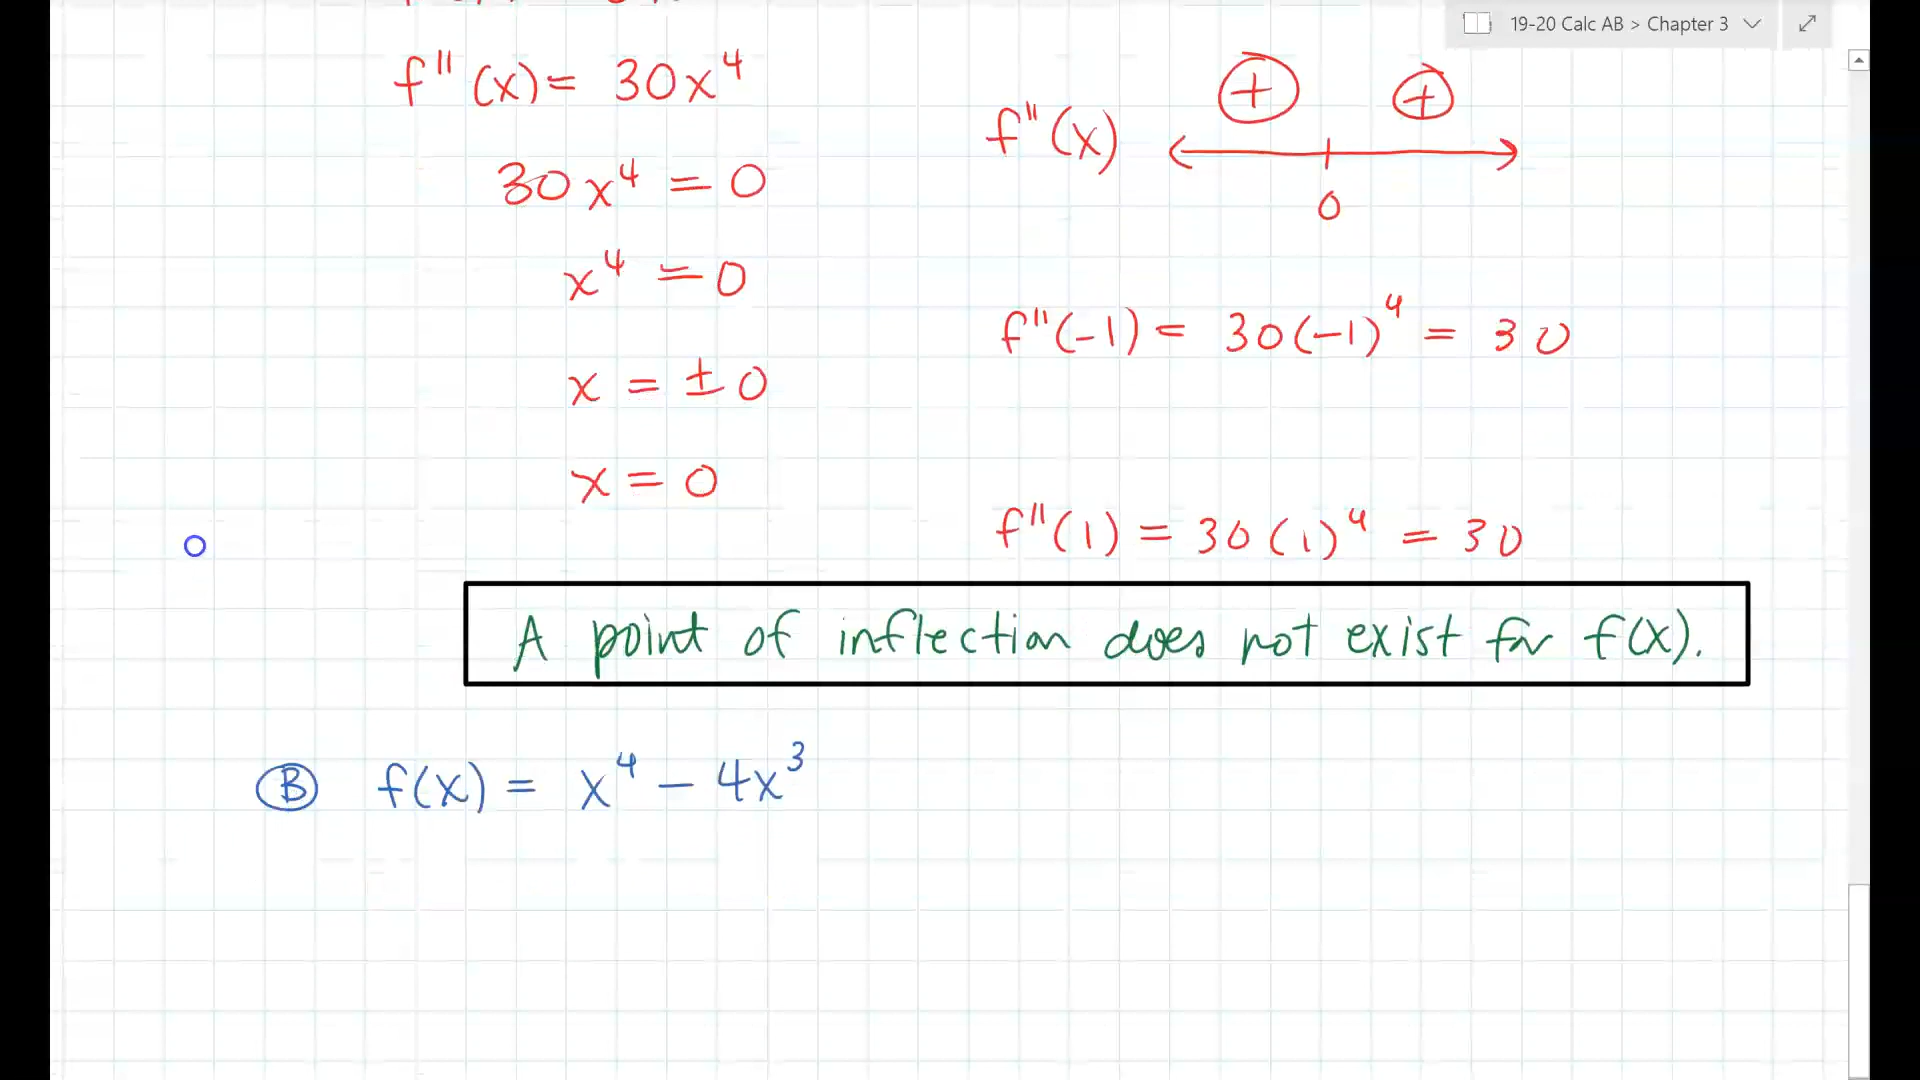 19-20 Calc AB > Chapter 3
f''(x) = 30x⁴
30x⁴ = 0
x⁴ = 0
x = ±0
x = 0
f''(x)
+ +
0
f''(-1) = 30(-1)⁴ = 30
f''(1) = 30(1)⁴ = 30
A point of inflection does not exist for f(x).
B f(x) = x⁴ - 4x³